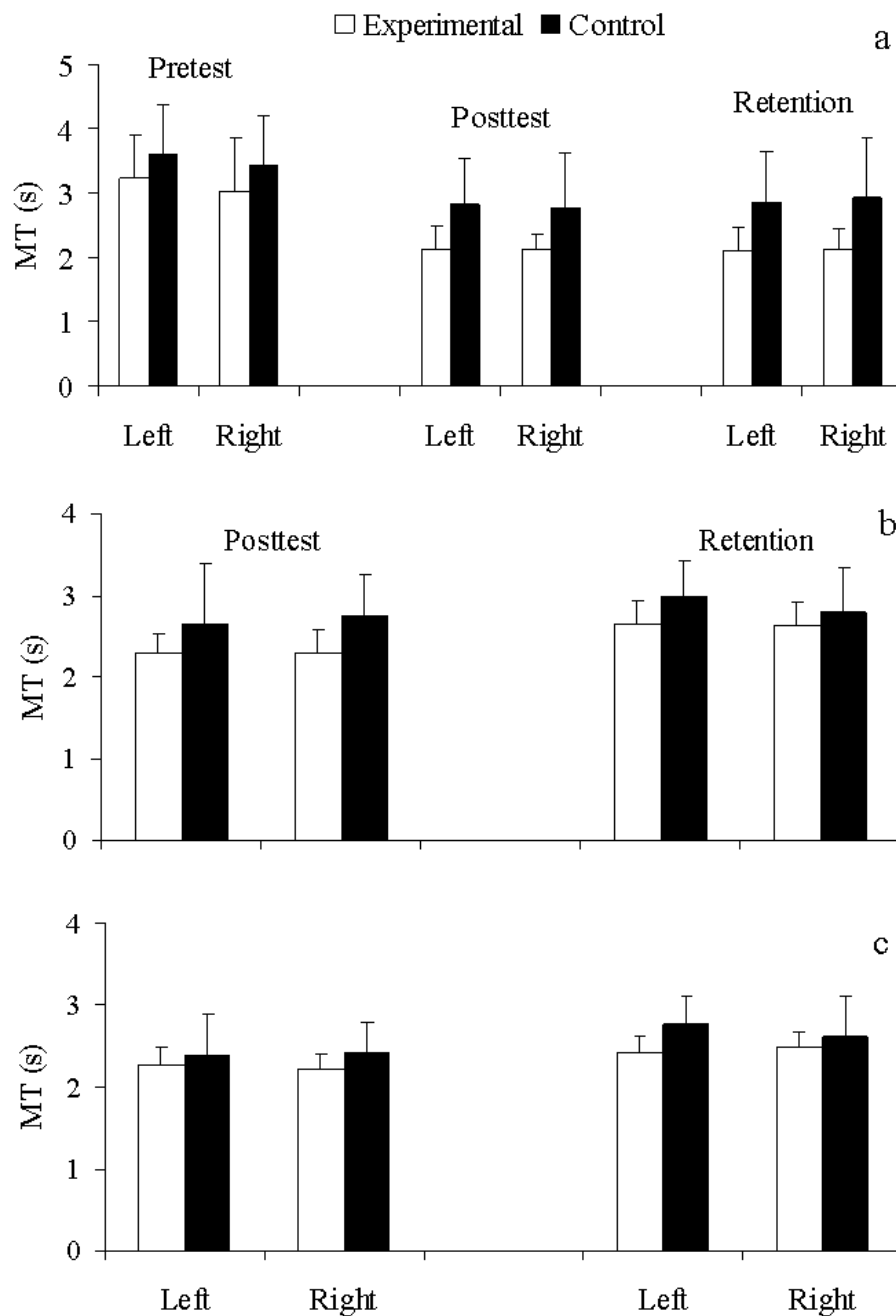 Experimental Control
a
Pretest
Posttest
Retention
MT (s)
5
4
3
2
1
0
Left Right Left Right Left Right
b
Posttest Retention
MT (s)
4
3
2
1
0
c
MT (s)
4
3
2
1
0
Left Right Left Right